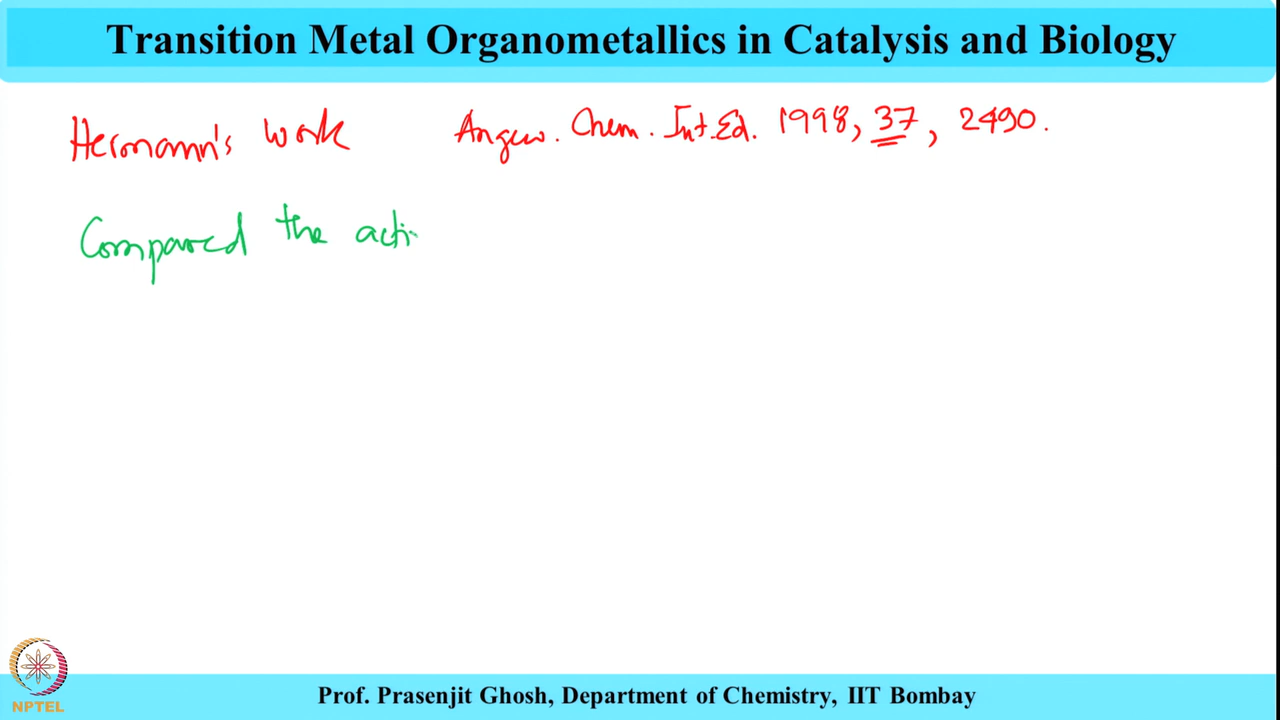 Transition Metal Organometallics in Catalysis and Biology
Hermann's work Angew. Chem. Int. Ed. 1998, 37, 2490.
Compared the acti
Prof. Prasenjit Ghosh, Department of Chemistry, IIT Bombay
NPTEL